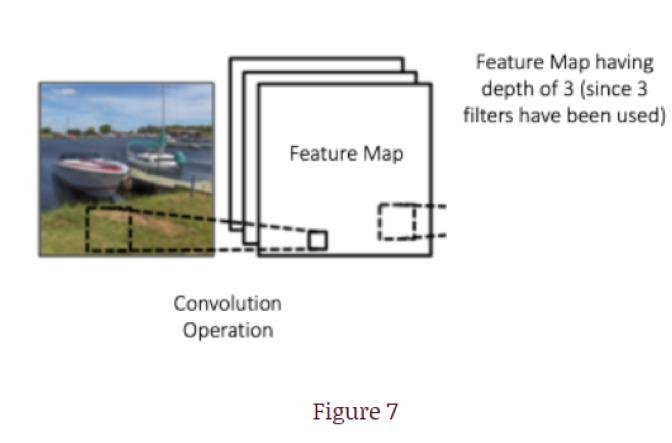 Feature Map having
depth of 3 (since 3
filters have been used)
Feature Map
Convolution
Operation
Figure 7